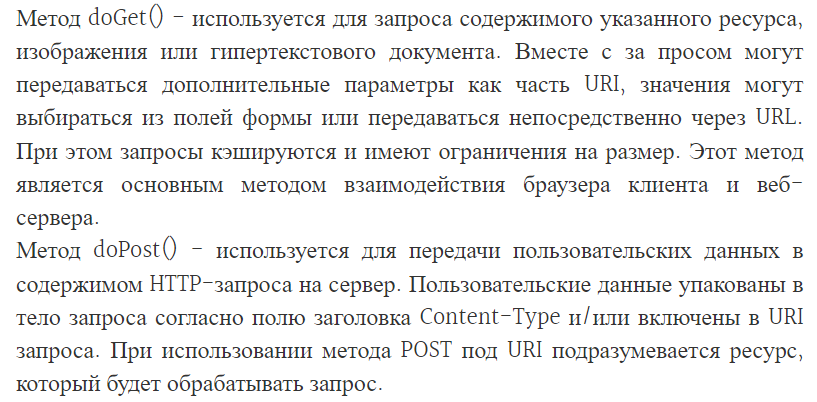 Метод doGet() - используется для запроса содержимого указанного ресурса,
изображения или гипертекстового документа. Вместе с за просом могут
передаваться дополнительные параметры как часть URI, значения могут
выбираться из полей формы или передаваться непосредственно через URL.
При этом запросы кэшируются и имеют ограничения на размер. Этот метод
является основным методом взаимодействия браузера клиента и веб-
сервера.
Метод doPost() - используется для передачи пользовательских данных в
содержимом HTTP-запроса на сервер. Пользовательские данные упакованы в
тело запроса согласно полю заголовка Content-Type и/или включены в URI
запроса. При использовании метода POST под URI подразумевается ресурс,
который будет обрабатывать запрос.